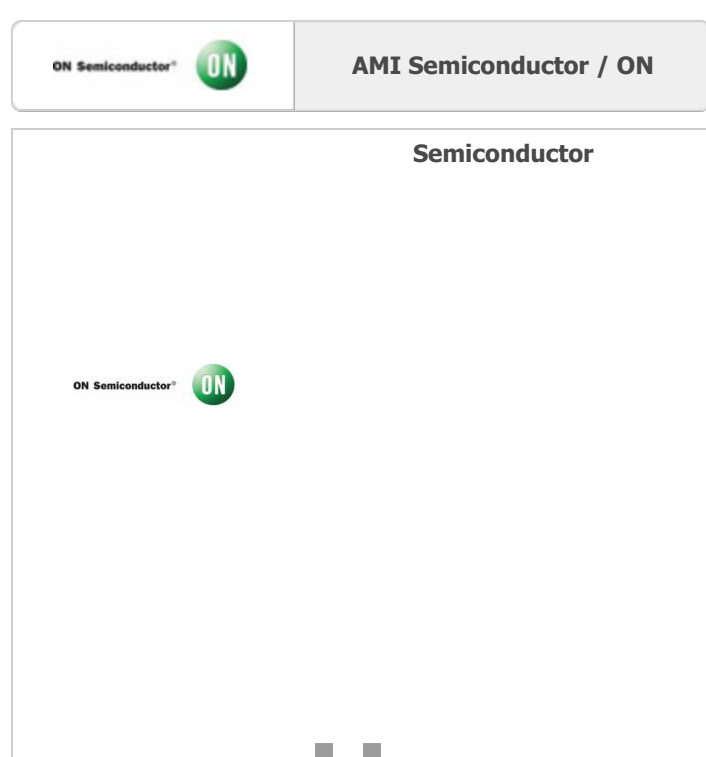 ON Semiconductor®
ON
AMI Semiconductor / ON
Semiconductor
ON Semiconductor®
ON